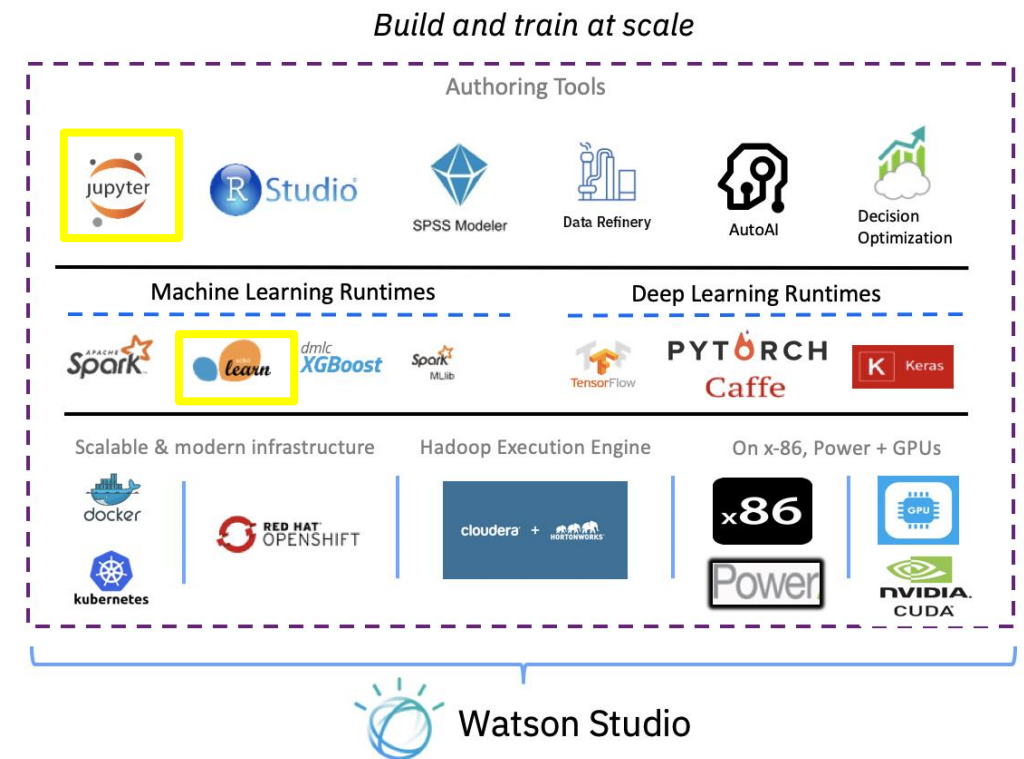 Build and train at scale
Authoring Tools
jupyter
R Studio
SPSS Modeler
Data Refinery
AutoAI
Decision
Optimization
Machine Learning Runtimes
Deep Learning Runtimes
APACHE
Spark
scikit
learn
dmlc
XGBoost
Spark
MLlib
TensorFlow
PYTORCH
Caffe
K Keras
Scalable & modern infrastructure
Hadoop Execution Engine
On x-86, Power + GPUs
docker
kubernetes
RED HAT
OPENSHIFT
cloudera + HORTONWORKS
x86
Power
GPU
NVIDIA.
CUDA
Watson Studio